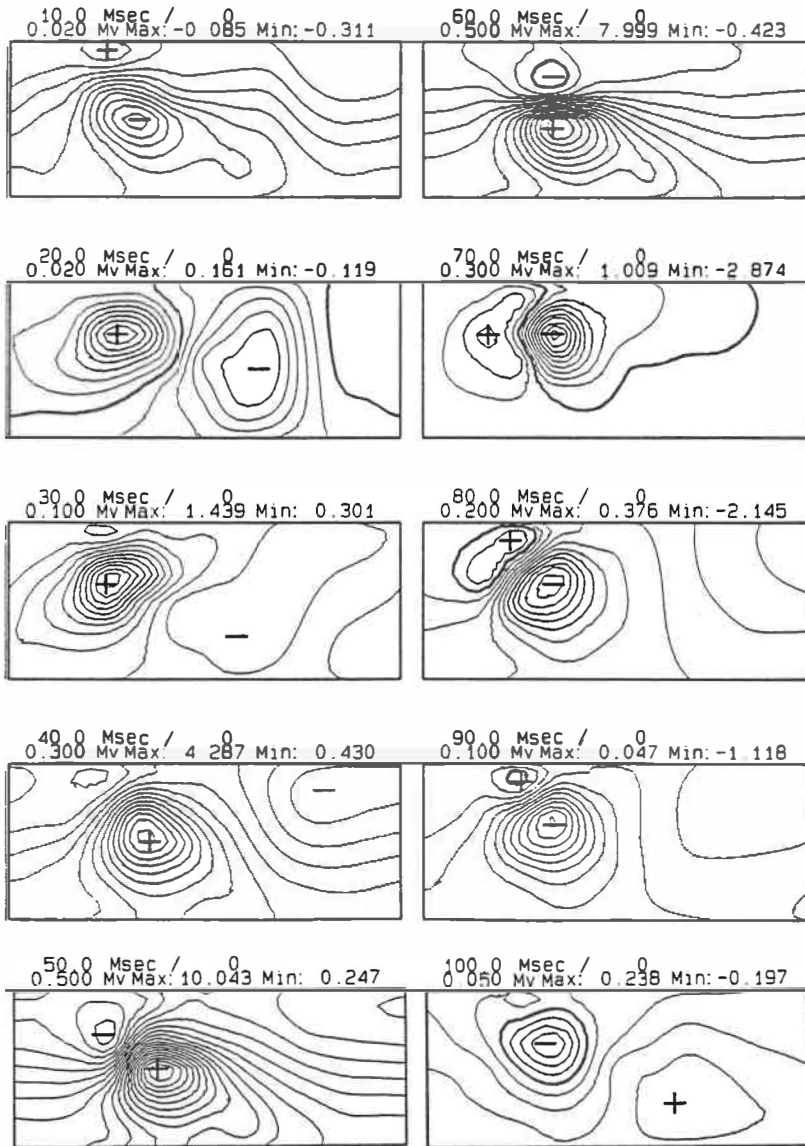 10.0 Msec / 0
0.020 Mv Max: -0 085 Min: -0.311
60.0 Msec / 0
0.500 Mv Max: 7.999 Min: -0.423
20.0 Msec / 0
0.020 Mv Max: 0.161 Min: -0.119
70.0 Msec / 0
0.300 Mv Max: 1.009 Min: -2.874
30.0 Msec / 0
0.100 Mv Max: 1.439 Min: 0.301
80.0 Msec / 0
0.200 Mv Max: 0.376 Min: -2.145
40.0 Msec / 0
0.300 Mv Max: 4 287 Min: 0.430
90.0 Msec / 0
0.100 Mv Max: 0.047 Min: -1.118
50.0 Msec / 0
0.500 Mv Max: 10.043 Min: 0.247
100.0 Msec / 0
0.050 Mv Max: 0.238 Min: -0.197